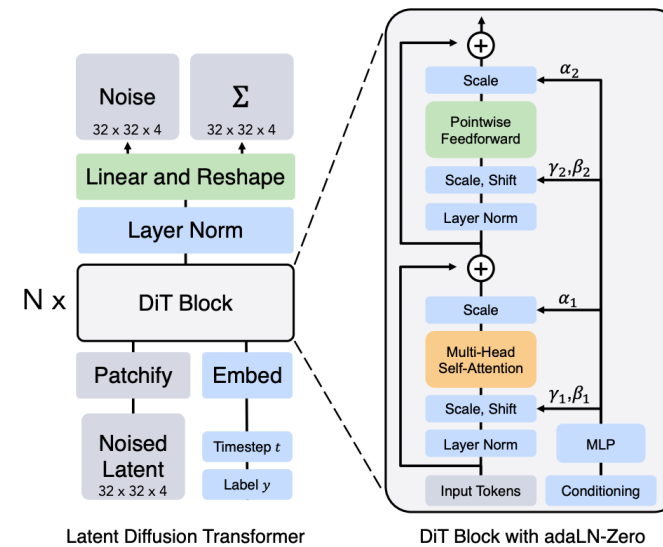 Noise
32 x 32 x 4
Σ
32 x 32 x 4
Linear and Reshape
Layer Norm
N x
DiT Block
Patchify
Embed
Noised
Latent
32 x 32 x 4
Timestep t
Label y
Latent Diffusion Transformer
+
Scale
α₂
Pointwise
Feedforward
Scale, Shift
γ₂,β₂
Layer Norm
+
Scale
α₁
Multi-Head
Self-Attention
Scale, Shift
γ₁,β₁
Layer Norm
MLP
Input Tokens
Conditioning
DiT Block with adaLN-Zero